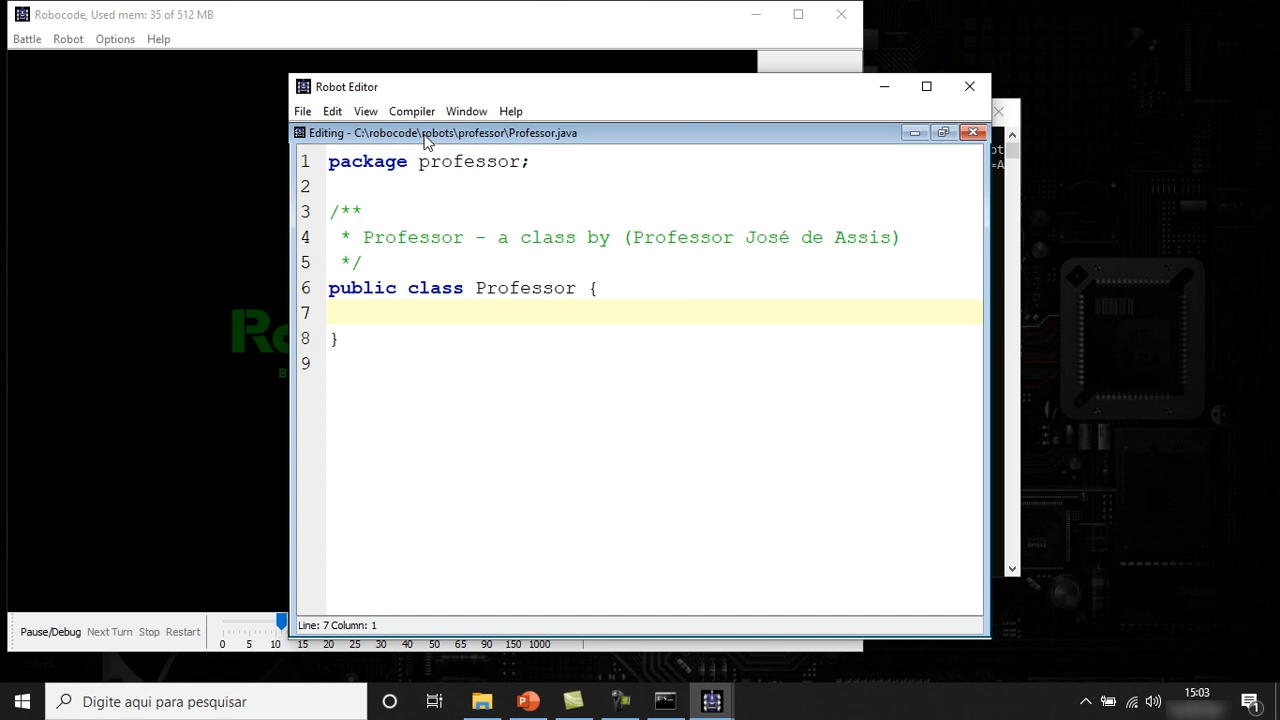 Robocode, Used mem: 35 of 512 MB
Battle Robot Options Help
Robot Editor
File Edit View Compiler Window Help
Editing - C:\robocode\robots\professor\Professor.java
1 package professor;
2
3 /**
4 * Professor - a class by (Professor José de Assis)
5 */
6 public class Professor {
7
8 }
9
Line: 7 Column: 1
Pause/Debug Next Turn Stop Restart
0 5 10 15 20 25 30 40 50 65 90 150 1000
Digite aqui para pesquisar
15:03
1